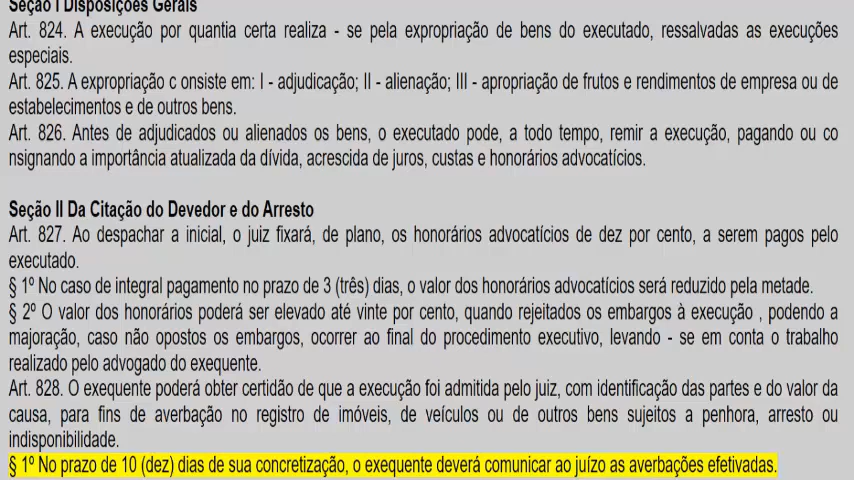 Seção I Disposições Gerais
Art. 824. A execução por quantia certa realiza - se pela expropriação de bens do executado, ressalvadas as execuções
especiais.
Art. 825. A expropriação c onsiste em: I - adjudicação; II - alienação; III - apropriação de frutos e rendimentos de empresa ou de
estabelecimentos e de outros bens.
Art. 826. Antes de adjudicados ou alienados os bens, o executado pode, a todo tempo, remir a execução, pagando ou co
nsignando a importância atualizada da dívida, acrescida de juros, custas e honorários advocatícios.
Seção II Da Citação do Devedor e do Arresto
Art. 827. Ao despachar a inicial, o juiz fixará, de plano, os honorários advocatícios de dez por cento, a serem pagos pelo
executado.
§ 1º No caso de integral pagamento no prazo de 3 (três) dias, o valor dos honorários advocatícios será reduzido pela metade.
§ 2º O valor dos honorários poderá ser elevado até vinte por cento, quando rejeitados os embargos à execução , podendo a
majoração, caso não opostos os embargos, ocorrer ao final do procedimento executivo, levando - se em conta o trabalho
realizado pelo advogado do exequente.
Art. 828. O exequente poderá obter certidão de que a execução foi admitida pelo juiz, com identificação das partes e do valor da
causa, para fins de averbação no registro de imóveis, de veículos ou de outros bens sujeitos a penhora, arresto ou
indisponibilidade.
§ 1º No prazo de 10 (dez) dias de sua concretização, o exequente deverá comunicar ao juízo as averbações efetivadas.